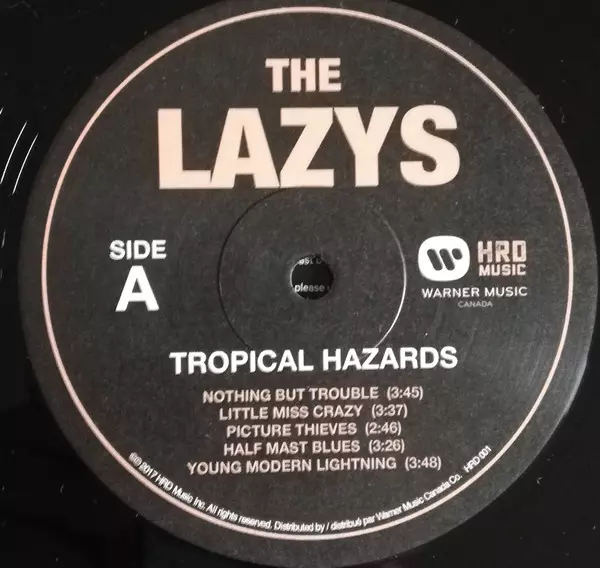 THE
LAZYS
SIDE
A
HRD
MUSIC
WARNER MUSIC
CANADA
please
TROPICAL HAZARDS
NOTHING BUT TROUBLE (3:45)
LITTLE MISS CRAZY (3:37)
PICTURE THIEVES (2:46)
HALF MAST BLUES (3:26)
YOUNG MODERN LIGHTNING (3:48)
℗© 2017 HRD Music Inc. All rights reserved. Distributed by / distribué par Warner Music Canada Co. HRD 001